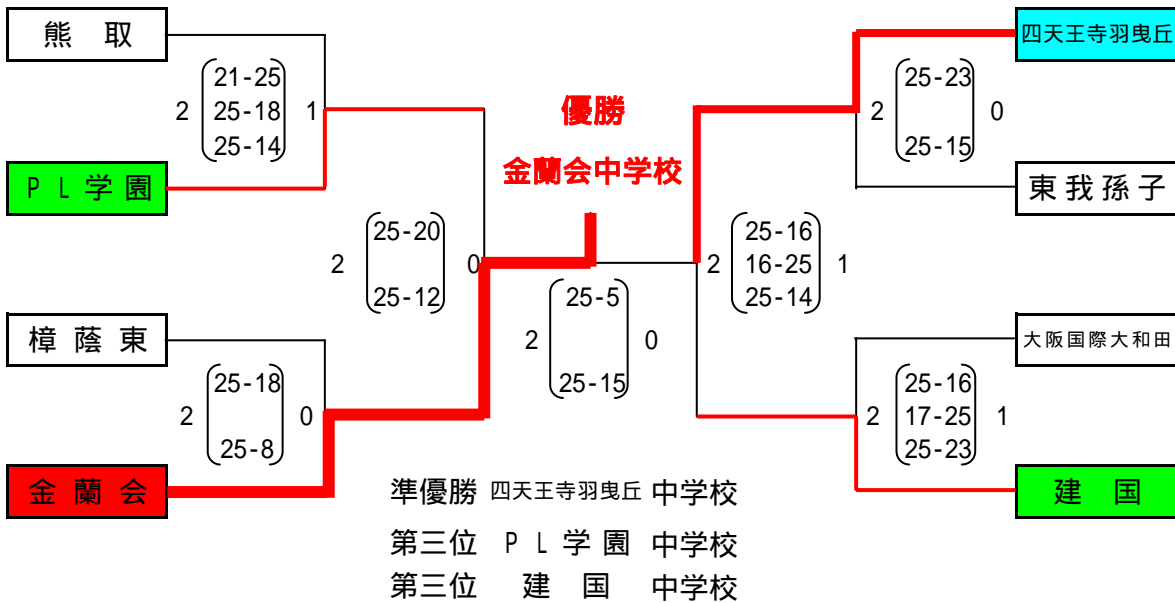 熊 取
2
21-25
25-18
25-14
1
PL学園
2
25-20
25-12
0
樟蔭東
2
25-18
25-8
0
金蘭会
優勝
金蘭会中学校
2
25-5
25-15
0
四天王寺羽曳丘
2
25-23
25-15
0
東我孫子
2
25-16
16-25
25-14
1
大阪国際大和田
2
25-16
17-25
25-23
1
建 国
準優勝 四天王寺羽曳丘 中学校
第三位 PL学園 中学校
第三位 建 国 中学校